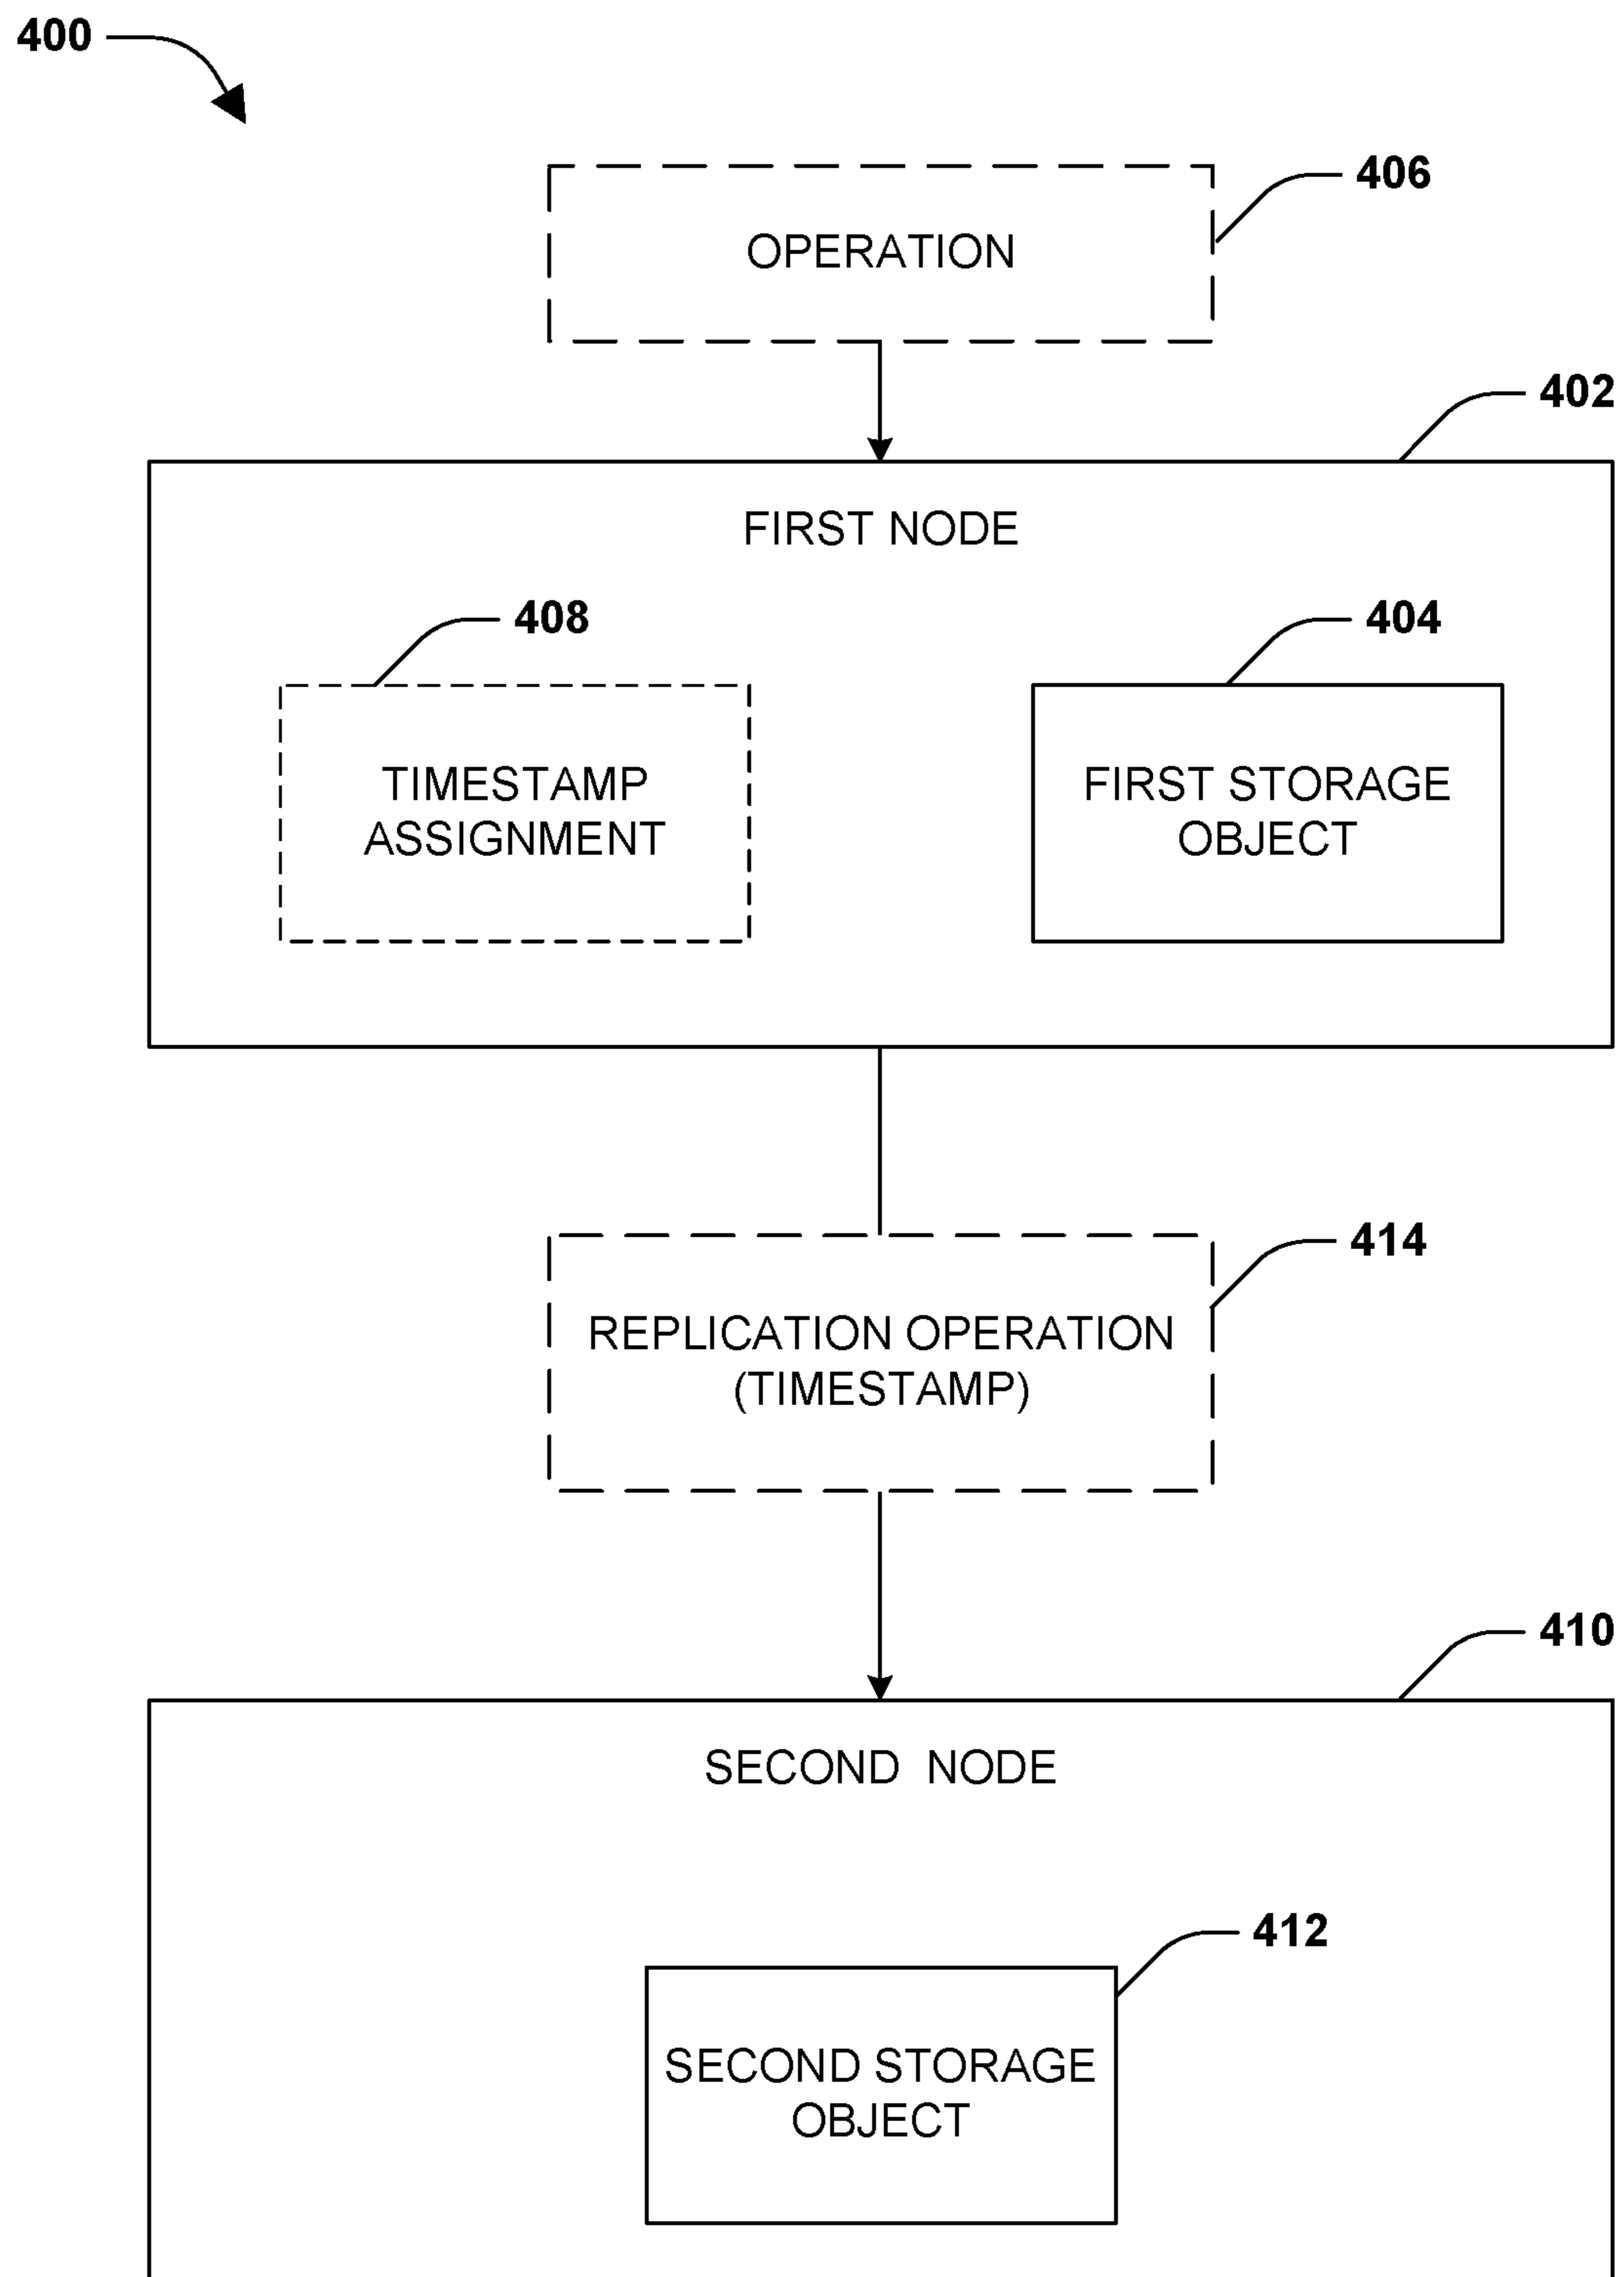 400
406
OPERATION
402
FIRST NODE
408
404
TIMESTAMP
ASSIGNMENT
FIRST STORAGE
OBJECT
414
REPLICATION OPERATION
(TIMESTAMP)
410
SECOND NODE
412
SECOND STORAGE
OBJECT